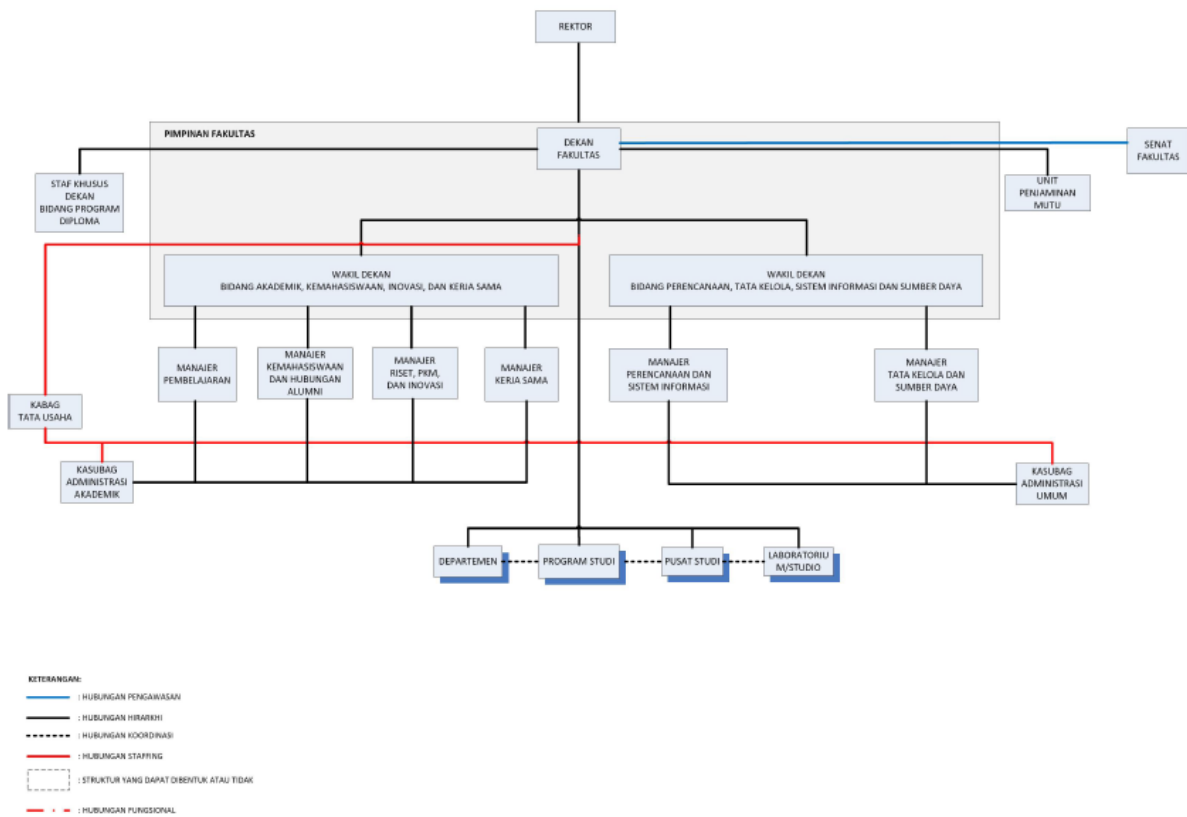 REKTOR
PIMPINAN FAKULTAS
DEKAN
FAKULTAS
SENAT
FAKULTAS
STAF KHUSUS
DEKAN
BIDANG PROGRAM
DIPLOMA
UNIT
PENJAMINAN
MUTU
WAKIL DEKAN
BIDANG AKADEMIK, KEMAHASISWAAN, INOVASI, DAN KERJA SAMA
WAKIL DEKAN
BIDANG PERENCANAAN, TATA KELOLA, SISTEM INFORMASI DAN SUMBER DAYA
MANAJER
PEMBELAJARAN
MANAJER
KEMAHASISWAAN
DAN HUBUNGAN
ALUMNI
MANAJER
RISET, PKM,
DAN INOVASI
MANAJER
KERJA SAMA
MANAJER
PERENCANAAN DAN
SISTEM INFORMASI
MANAJER
TATA KELOLA DAN
SUMBER DAYA
KABAG
TATA USAHA
KASUBAG
ADMINISTRASI
AKADEMIK
KASUBAG
ADMINISTRASI
UMUM
DEPARTEMEN
PROGRAM STUDI
PUSAT STUDI
LABORATORIU
M/STUDIO
KETERANGAN:
: HUBUNGAN PENGAWASAN
: HUBUNGAN HIRARKHI
: HUBUNGAN KOORDINASI
: HUBUNGAN STAFFING
: STRUKTUR YANG DAPAT DIBENTUK ATAU TIDAK
: HUBUNGAN FUNGSIONAL